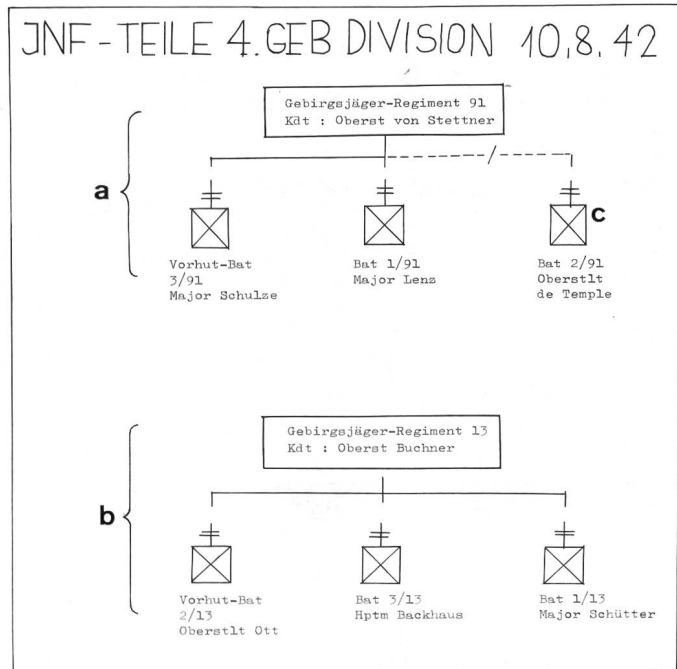 JNF-TEILE 4.GEB DIVISION 10.8.42
Gebirgsjäger-Regiment 91
Kdt : Oberst von Stettner
a
c
Vorhut-Bat
3/91
Major Schulze
Bat 1/91
Major Lenz
Bat 2/91
Oberstlt
de Temple
Gebirgsjäger-Regiment 13
Kdt : Oberst Buchner
b
Vorhut-Bat
2/13
Oberstlt Ott
Bat 3/13
Hptm Backhaus
Bat 1/13
Major Schütter